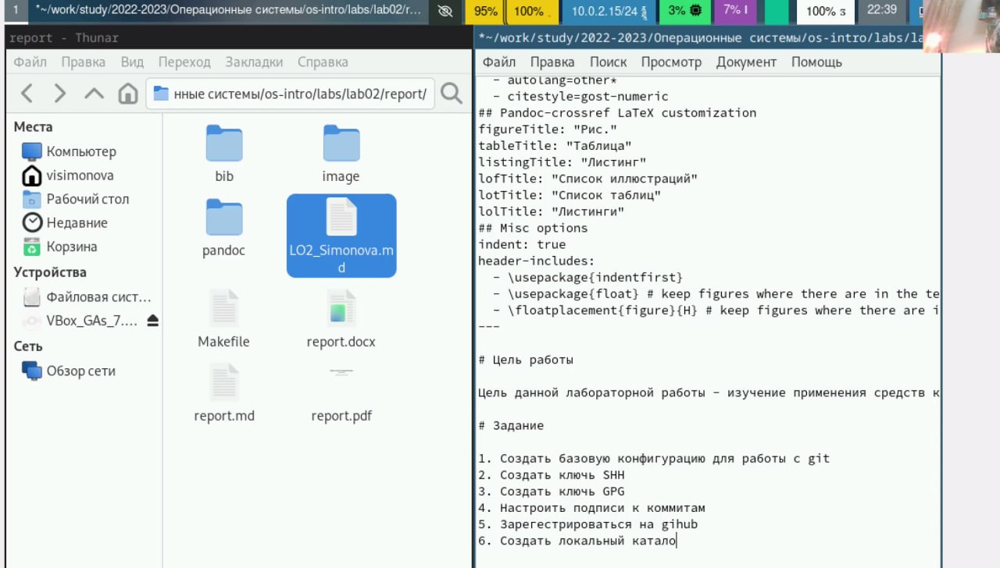 1 *~/work/study/2022-2023/Операционные системы/os-intro/labs/lab02/r... 95% 100% 10.0.2.15/24 3% 7% 100% 22:39
report - Thunar
Файл Правка Вид Переход Закладки Справка
нные системы/os-intro/labs/lab02/report/
Места
Компьютер
visimonova
Рабочий стол
Недавние
Корзина
Устройства
Файловая сист...
VBox_GAs_7....
Сеть
Обзор сети
bib
image
pandoc
LO2_Simonova.m
d
Makefile
report.docx
report.md
report.pdf
*~/work/study/2022-2023/Операционные системы/os-intro/labs/la
Файл Правка Поиск Просмотр Документ Помощь
- autolang=other*
- citestyle=gost-numeric
## Pandoc-crossref LaTeX customization
figureTitle: "Рис."
tableTitle: "Таблица"
listingTitle: "Листинг"
lofTitle: "Список иллюстраций"
lotTitle: "Список таблиц"
lolTitle: "Листинги"
## Misc options
indent: true
header-includes:
- \usepackage{indentfirst}
- \usepackage{float} # keep figures where there are in the te
- \floatplacement{figure}{H} # keep figures where there are i
---
# Цель работы
Цель данной лабораторной работы - изучение применения средств к
# Задание
1. Создать базовую конфигурацию для работы с git
2. Создать ключь SHH
3. Создать ключь GPG
4. Настроить подписи к коммитам
5. Зарегестрироваться на gihub
6. Создать локальный катало